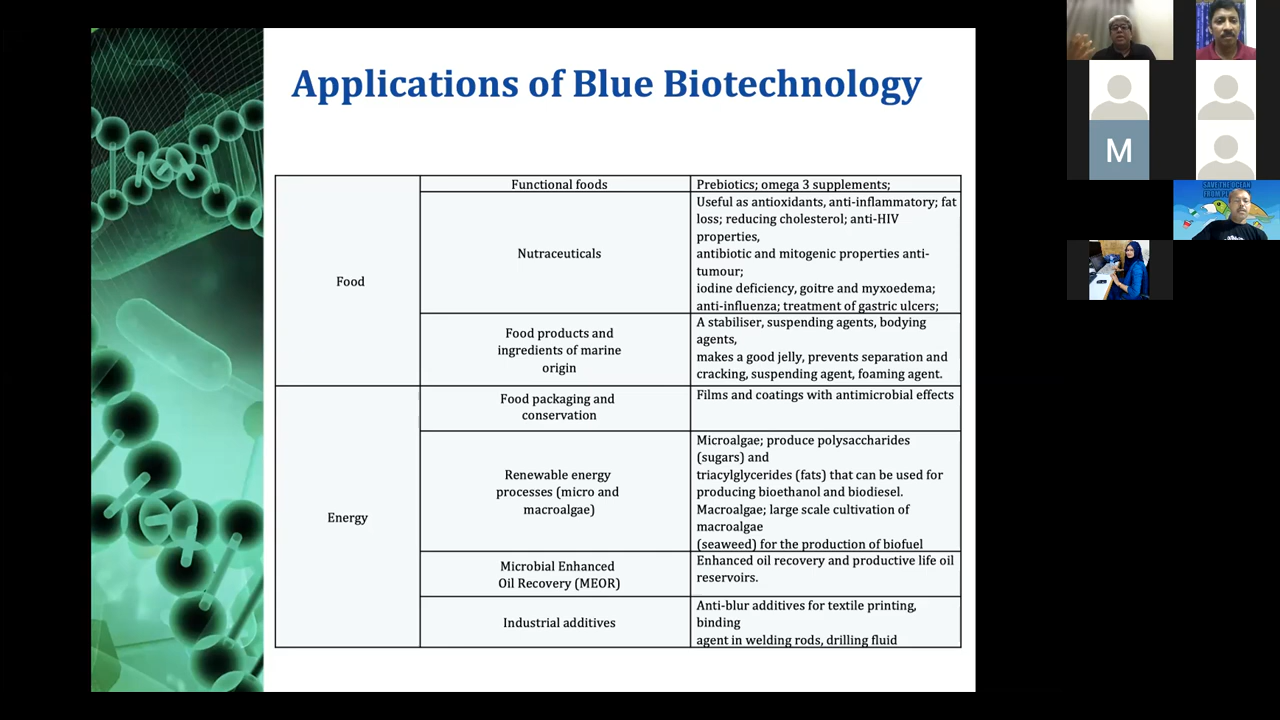 Applications of Blue Biotechnology
Food
Functional foods
Prebiotics; omega 3 supplements;
Nutraceuticals
Useful as antioxidants, anti-inflammatory; fat
loss; reducing cholesterol; anti-HIV
properties,
antibiotic and mitogenic properties anti-
tumour;
iodine deficiency, goitre and myxoedema;
anti-influenza; treatment of gastric ulcers;
Food products and
ingredients of marine
origin
A stabiliser, suspending agents, bodying
agents,
makes a good jelly, prevents separation and
cracking, suspending agent, foaming agent.
Energy
Food packaging and
conservation
Films and coatings with antimicrobial effects
Renewable energy
processes (micro and
macroalgae)
Microalgae; produce polysaccharides
(sugars) and
triacylglycerides (fats) that can be used for
producing bioethanol and biodiesel.
Macroalgae; large scale cultivation of
macroalgae
(seaweed) for the production of biofuel
Microbial Enhanced
Oil Recovery (MEOR)
Enhanced oil recovery and productive life oil
reservoirs.
Industrial additives
Anti-blur additives for textile printing,
binding
agent in welding rods, drilling fluid
M
SAVE THE OCEAN
FROM